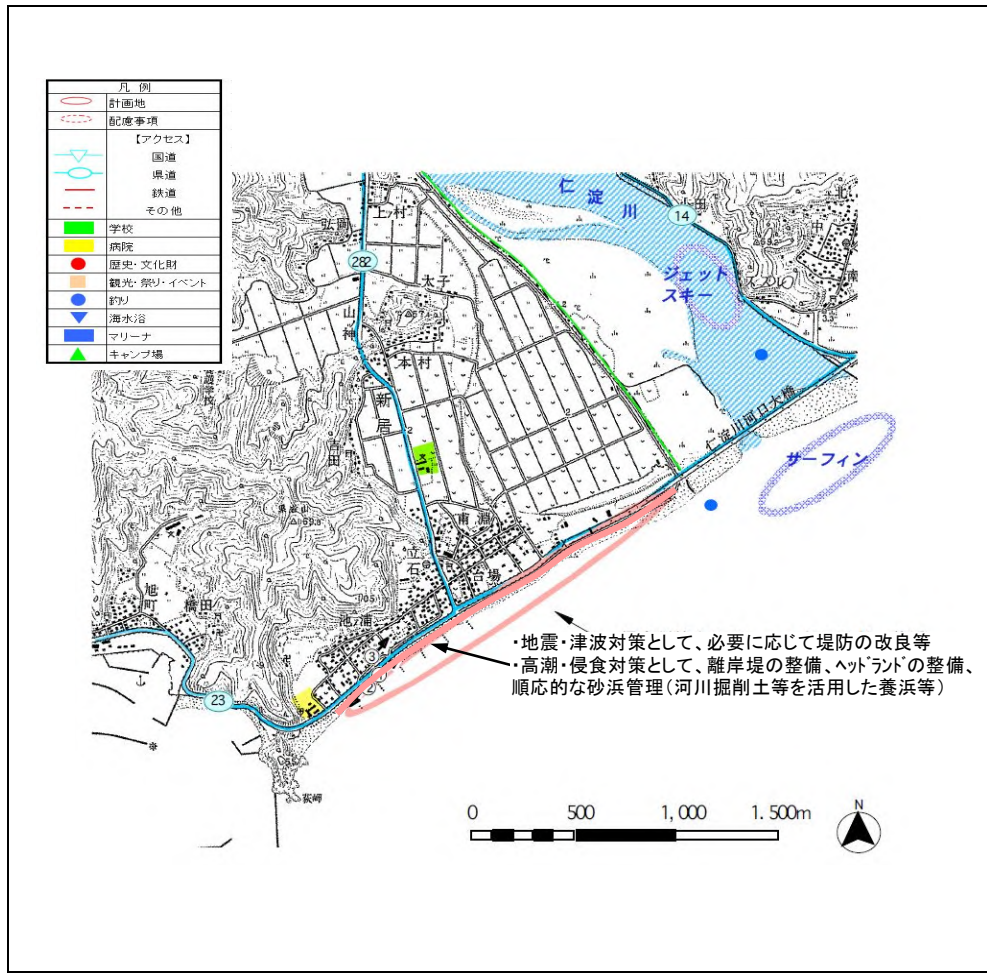 凡例
計画地
配慮事項
【アクセス】
国道
県道
鉄道
その他
学校
病院
歴史・文化財
観光・祭り・イベント
釣り
海水浴
マリーナ
キャンプ場
仁淀川
14
ジェット
スキー
282
弘岡
上村
太子
山神
本村
新居
中
仁淀川河口大橋
サーフィン
南淵
立石
台場
池ノ浦
旭町
橋田
③
23
萩岬
・地震・津波対策として、必要に応じて堤防の改良等
・高潮・侵食対策として、離岸堤の整備、ヘッドランドの整備、
順応的な砂浜管理(河川掘削土等を活用した養浜等)
0 500 1,000 1.500m
N